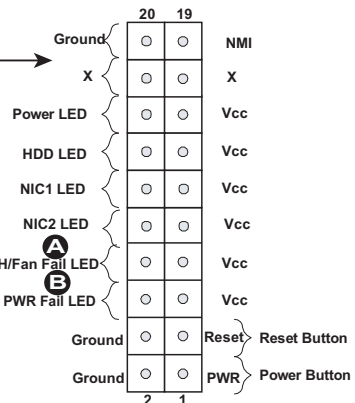 20 19
Ground NMI
X X
Power LED Vcc
HDD LED Vcc
NIC1 LED Vcc
NIC2 LED Vcc
A
H/Fan Fail LED Vcc
B
PWR Fail LED Vcc
Ground Reset Reset Button
Ground PWR Power Button
2 1